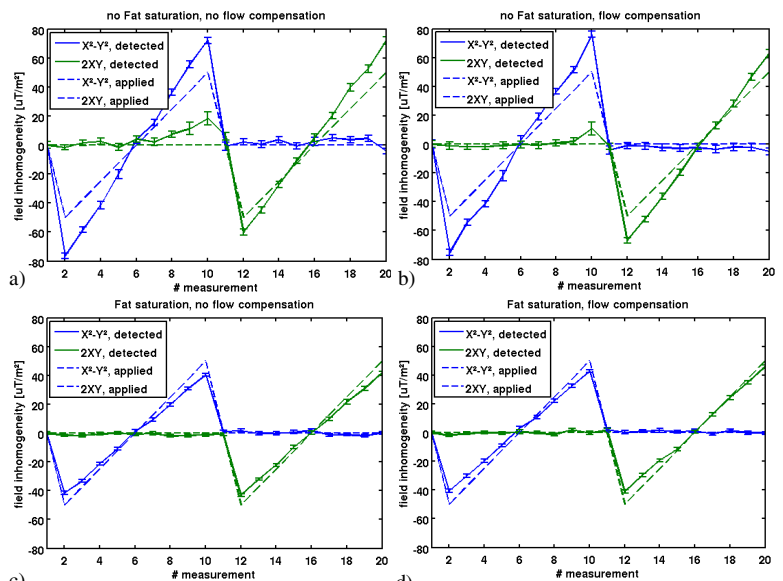 no Fat saturation, no flow compensation
80
60
40
20
0
-20
-40
-60
-80
field inhomogeneity [uT/m²]
X²-Y², detected
2XY, detected
X²-Y², applied
2XY, applied
2 4 6 8 10 12 14 16 18 20
# measurement
a)
no Fat saturation, flow compensation
80
60
40
20
0
-20
-40
-60
-80
field inhomogeneity [uT/m²]
X²-Y², detected
2XY, detected
X²-Y², applied
2XY, applied
2 4 6 8 10 12 14 16 18 20
# measurement
b)
Fat saturation, no flow compensation
80
60
40
20
0
-20
-40
-60
-80
field inhomogeneity [uT/m²]
X²-Y², detected
2XY, detected
X²-Y², applied
2XY, applied
2 4 6 8 10 12 14 16 18 20
# measurement
c)
Fat saturation, flow compensation
80
60
40
20
0
-20
-40
-60
-80
field inhomogeneity [uT/m²]
X²-Y², detected
2XY, detected
X²-Y², applied
2XY, applied
2 4 6 8 10 12 14 16 18 20
# measurement
d)